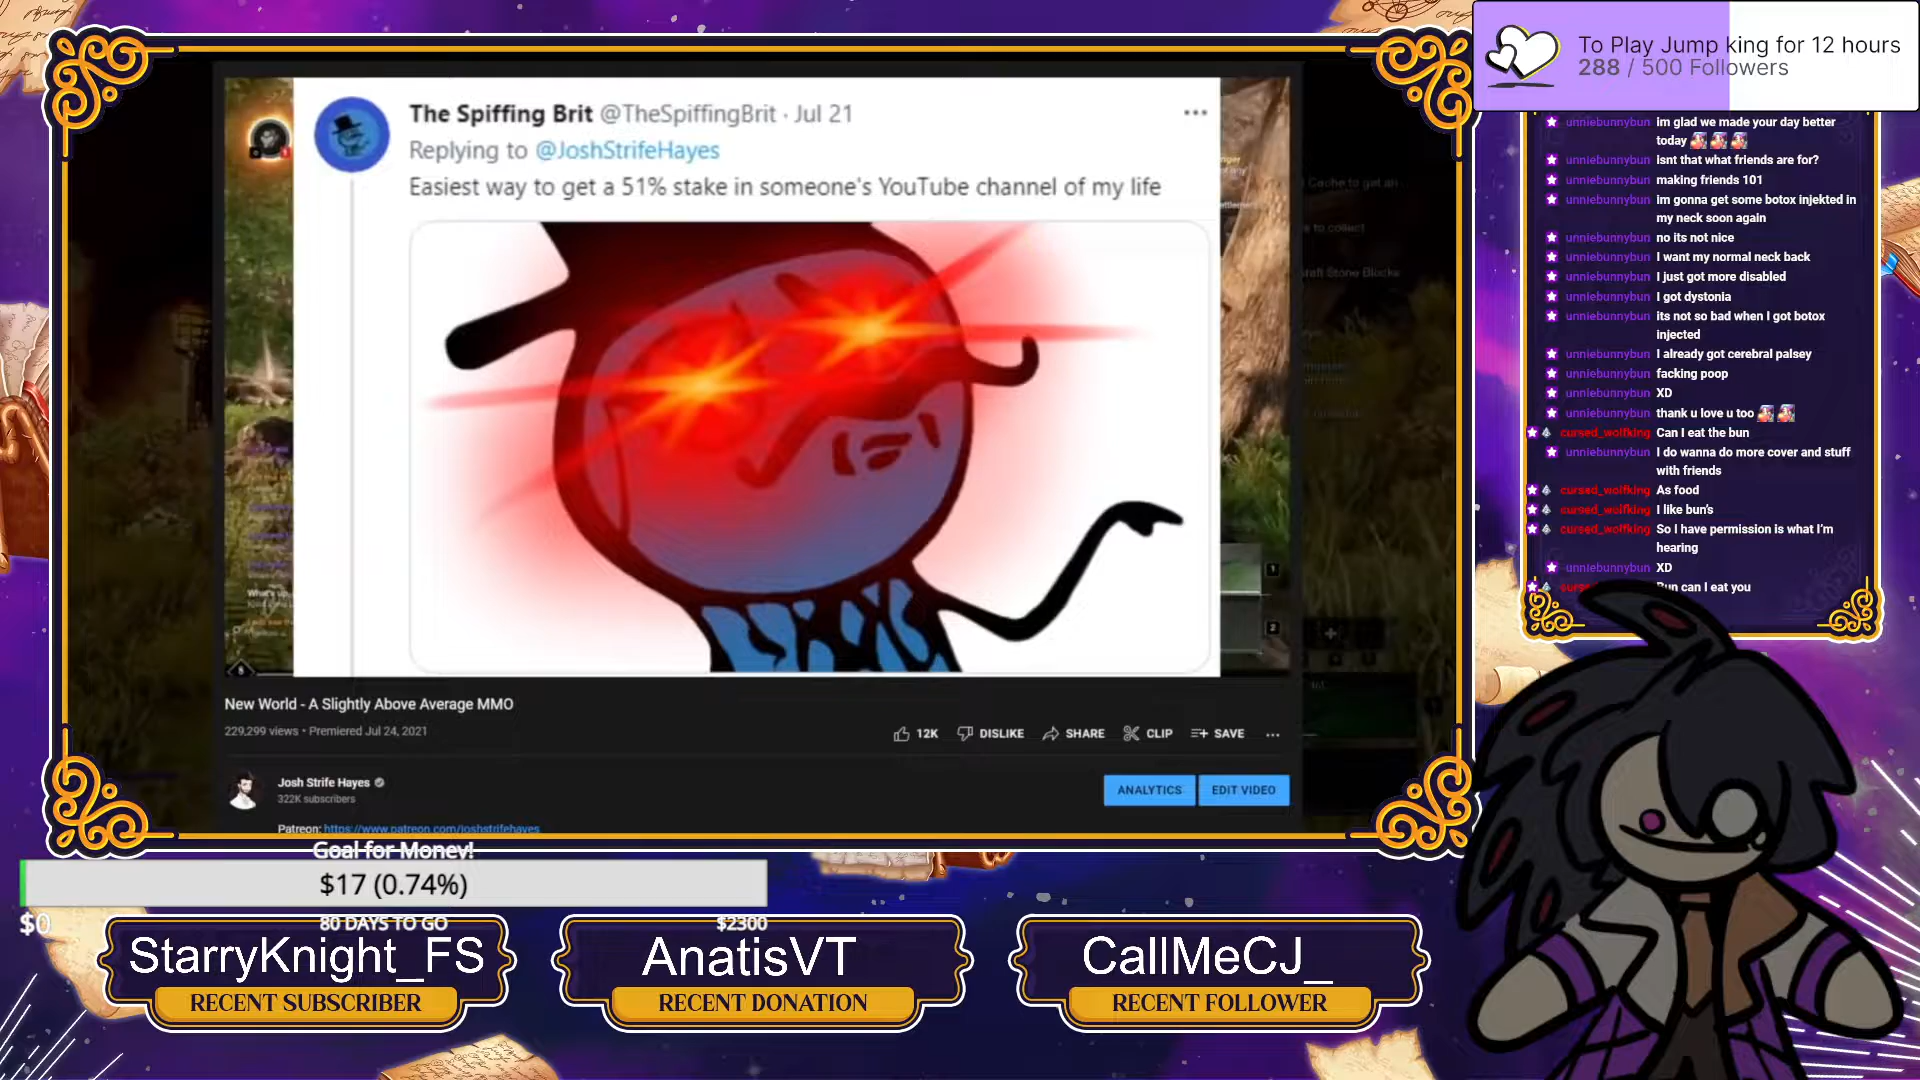 To Play Jump king for 12 hours
288 / 500 Followers
The Spiffing Brit @TheSpiffingBrit · Jul 21
Replying to @JoshStrifeHayes
Easiest way to get a 51% stake in someone's YouTube channel of my life
New World - A Slightly Above Average MMO
229,299 views • Premiered Jul 24, 2021
12K DISLIKE SHARE CLIP SAVE
Josh Strife Hayes
322K subscribers
ANALYTICS EDIT VIDEO
Patreon: https://www.patreon.com/joshstrifehayes
unniebunnybun im glad we made your day better
today
unniebunnybun isnt that what friends are for?
unniebunnybun making friends 101
unniebunnybun im gonna get some botox injekted in
my neck soon again
unniebunnybun no its not nice
unniebunnybun I want my normal neck back
unniebunnybun I just got more disabled
unniebunnybun I got dystonia
unniebunnybun its not so bad when I got botox
injected
unniebunnybun I already got cerebral palsey
unniebunnybun facking poop
unniebunnybun XD
unniebunnybun thank u love u too
cursed_wolfking Can I eat the bun
unniebunnybun I do wanna do more cover and stuff
with friends
cursed_wolfking As food
cursed_wolfking I like bun's
cursed_wolfking So I have permission is what I'm
hearing
unniebunnybun XD
Bun can I eat you
Goal for Money!
$17 (0.74%)
$0 80 DAYS TO GO $2300
StarryKnight_FS
RECENT SUBSCRIBER
AnatisVT
RECENT DONATION
CallMeCJ_
RECENT FOLLOWER